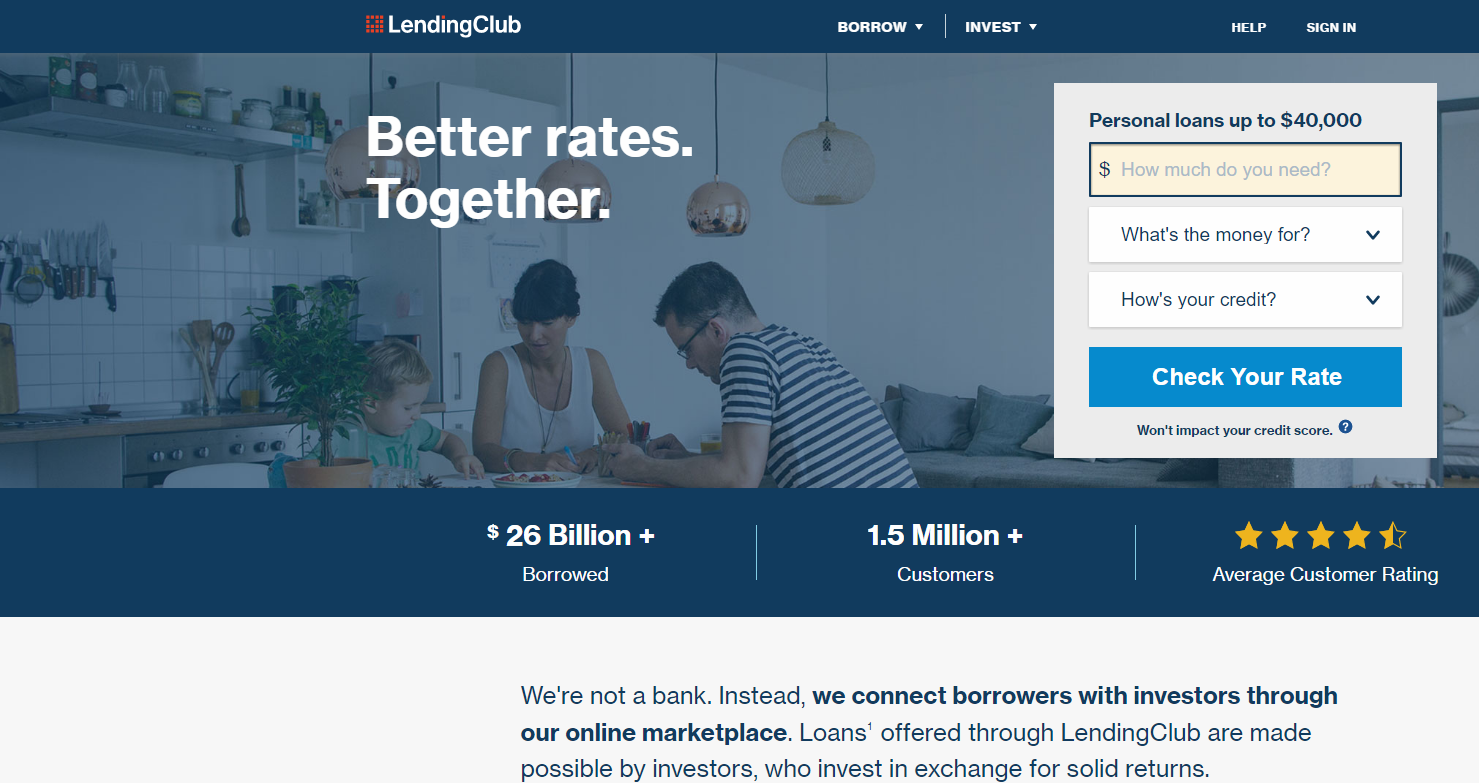 LendingClub
BORROW
INVEST
HELP
SIGN IN
Better rates.
Together.
Personal loans up to $40,000
$ How much do you need?
What's the money for?
How's your credit?
Check Your Rate
Won't impact your credit score. ?
$ 26 Billion +
Borrowed
1.5 Million +
Customers
Average Customer Rating
We're not a bank. Instead, we connect borrowers with investors through
our online marketplace. Loans¹ offered through LendingClub are made
possible by investors, who invest in exchange for solid returns.